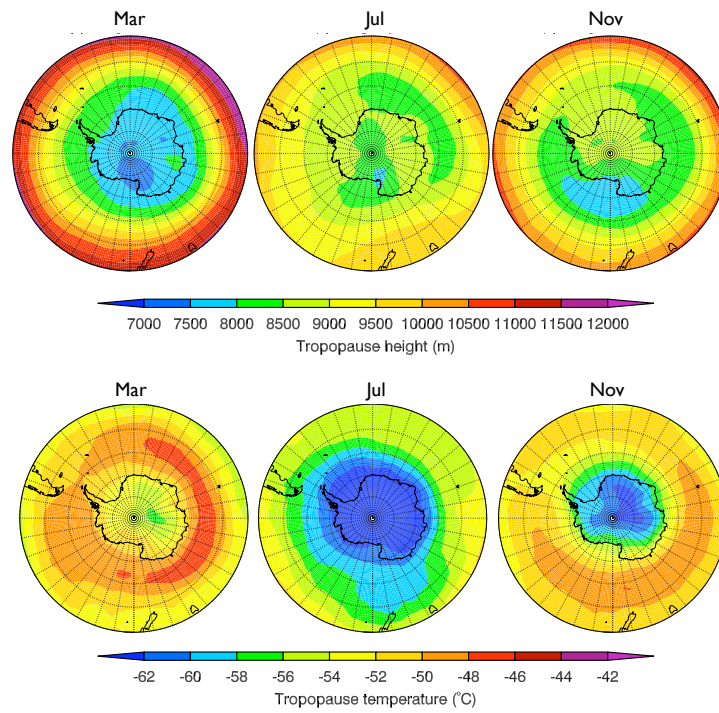 Mar Jul Nov
7000 7500 8000 8500 9000 9500 10000 10500 11000 11500 12000
Tropopause height (m)
Mar Jul Nov
-62 -60 -58 -56 -54 -52 -50 -48 -46 -44 -42
Tropopause temperature (°C)